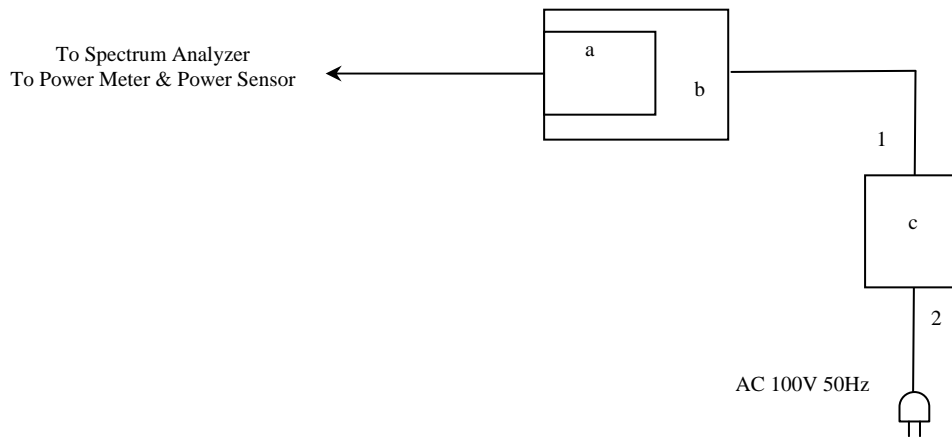 To Spectrum Analyzer
To Power Meter & Power Sensor
a
b
1
c
2
AC 100V 50Hz